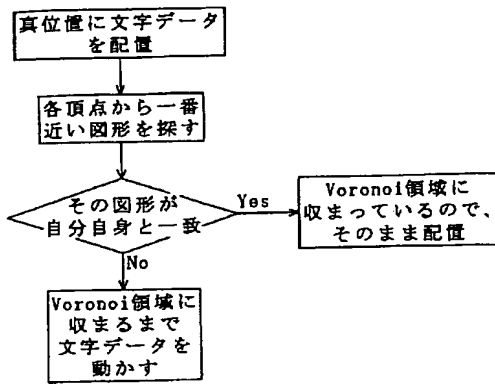 真位置に文字データ
を配置
各頂点から一番
近い図形を探す
その図形が
自分自身と一致
Yes
Voronoi領域に
収まっているので、
そのまま配置
No
Voronoi領域に
収まるまで
文字データを
動かす